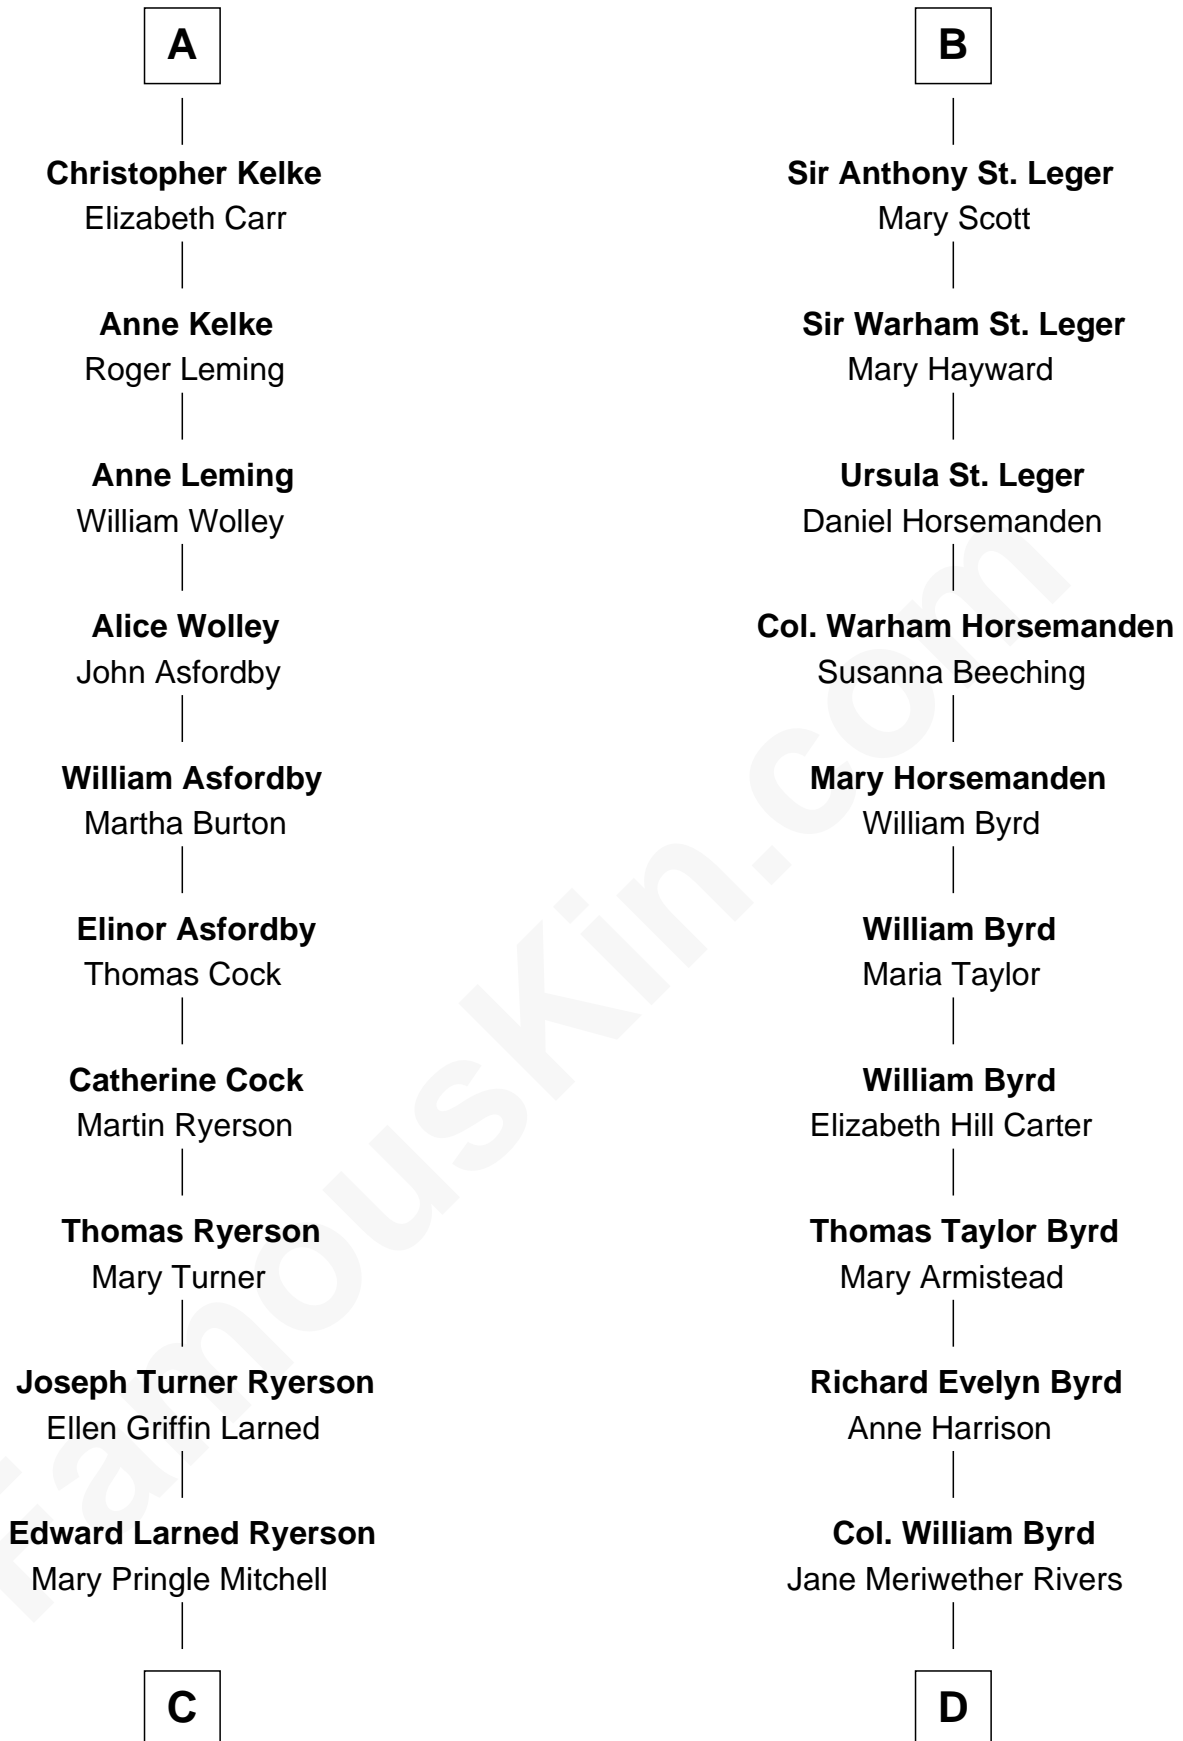 A
Christopher Kelke
Elizabeth Carr
Anne Kelke
Roger Leming
Anne Leming
William Wolley
Alice Wolley
John Asfordby
William Asfordby
Martha Burton
Elinor Asfordby
Thomas Cock
Catherine Cock
Martin Ryerson
Thomas Ryerson
Mary Turner
Joseph Turner Ryerson
Ellen Griffin Larned
Edward Larned Ryerson
Mary Pringle Mitchell
C
B
Sir Anthony St. Leger
Mary Scott
Sir Warham St. Leger
Mary Hayward
Ursula St. Leger
Daniel Horsemanden
Col. Warham Horsemanden
Susanna Beeching
Mary Horsemanden
William Byrd
William Byrd
Maria Taylor
William Byrd
Elizabeth Hill Carter
Thomas Taylor Byrd
Mary Armistead
Richard Evelyn Byrd
Anne Harrison
Col. William Byrd
Jane Meriwether Rivers
D
FamousKin.com